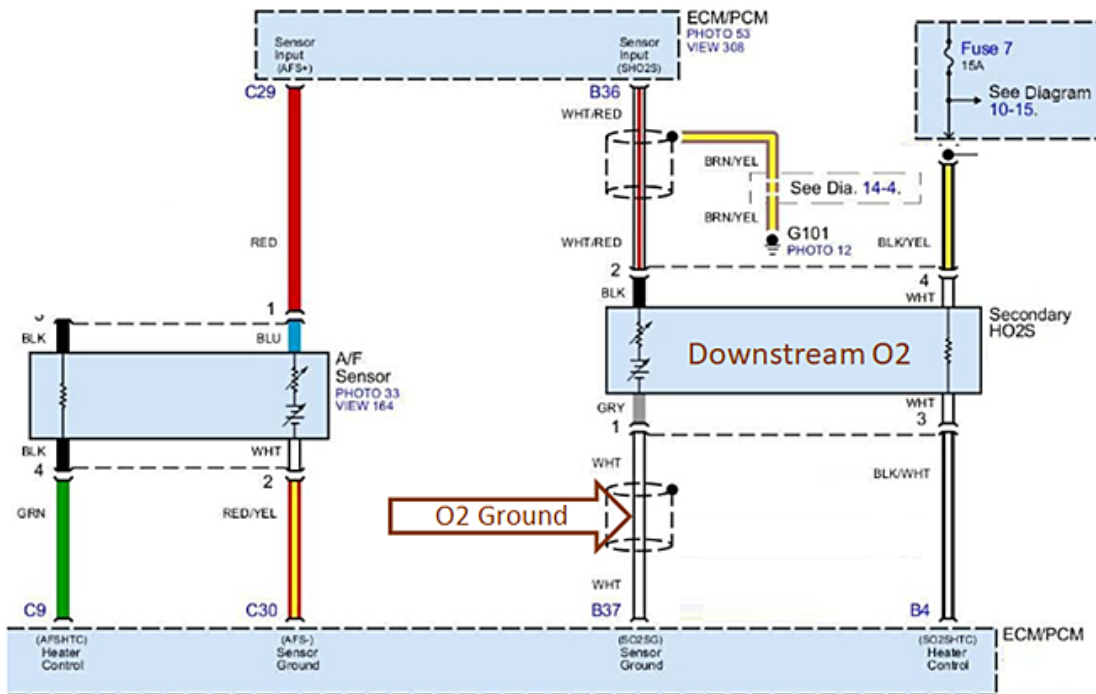 ECM/PCM
PHOTO 53
VIEW 308
Sensor
Input
(AFS+)
Sensor
Input
(SHO2S)
Fuse 7
15A
See Diagram
10-15.
C29
B36
WHT/RED
BRN/YEL
See Dia. 14-4.
BRN/YEL
G101
PHOTO 12
RED
WHT/RED
BLK/YEL
1
2
4
BLK
BLU
BLK
WHT
A/F
Sensor
PHOTO 33
VIEW 164
Downstream O2
Secondary
HO2S
BLK
WHT
GRY
WHT
4
2
1
3
GRN
RED/YEL
WHT
BLK/WHT
O2 Ground
WHT
C9
C30
B37
B4
(AFSHTC)
Heater
Control
(AFS-)
Sensor
Ground
(SO2SG)
Sensor
Ground
(SO2SHTC)
Heater
Control
ECM/PCM